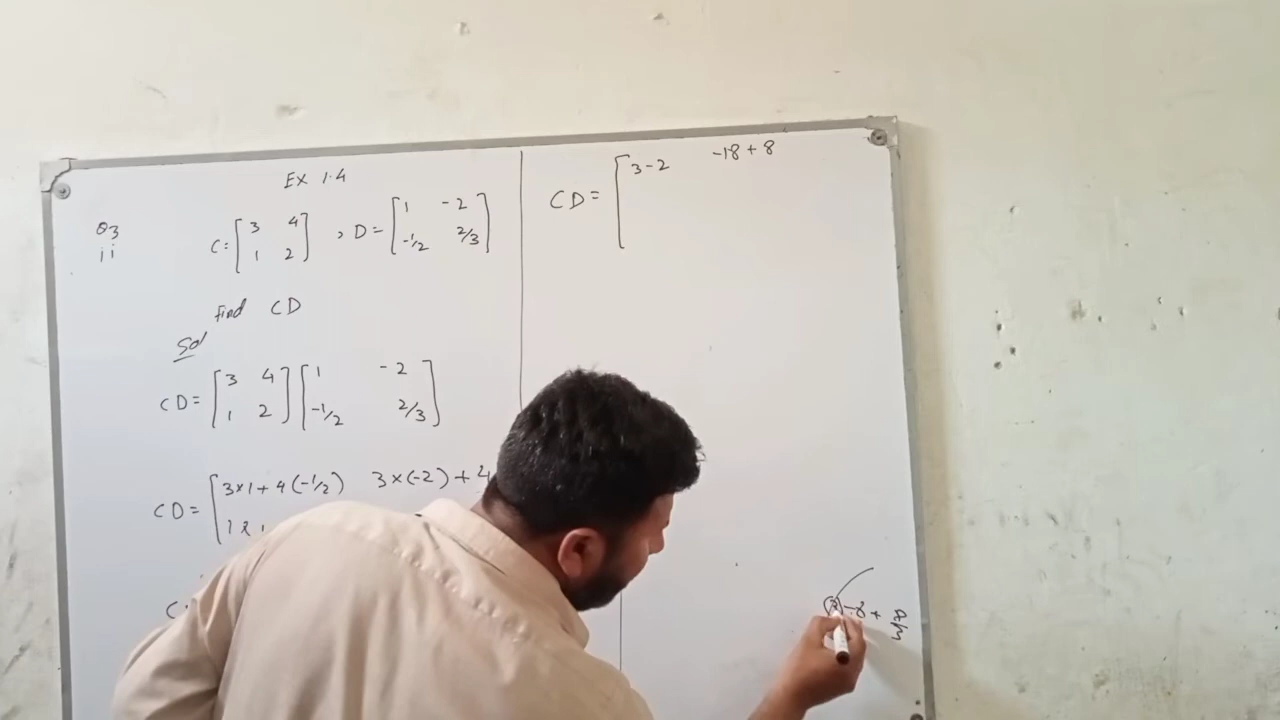 EX 1.4
Q3
ii
C = [3 4
1 2] , D = [1 -2
-1/2 2/3]
Find CD
Sol
CD = [3 4
1 2] [1 -2
-1/2 2/3]
CD = [3×1+4(-1/2) 3×(-2)+4
C
CD = [3-2 -18+8
-8+ 8/3